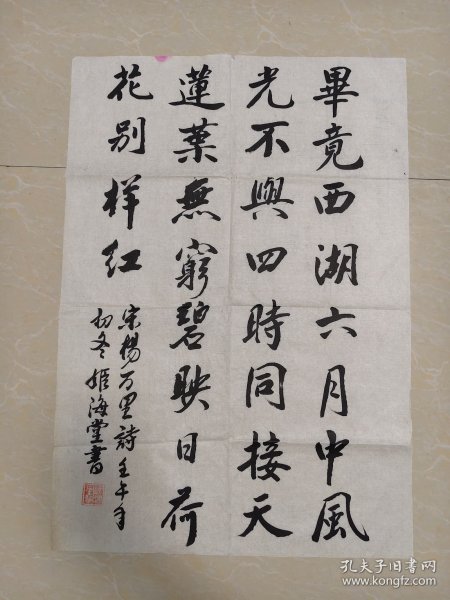 畢竟西湖六月中風
光不與四時同接天
蓮葉無窮碧映日荷
花别样红
宋楊万里詩壬午年
初冬姬海堂書
孔夫子旧书网
www.kongfz.com